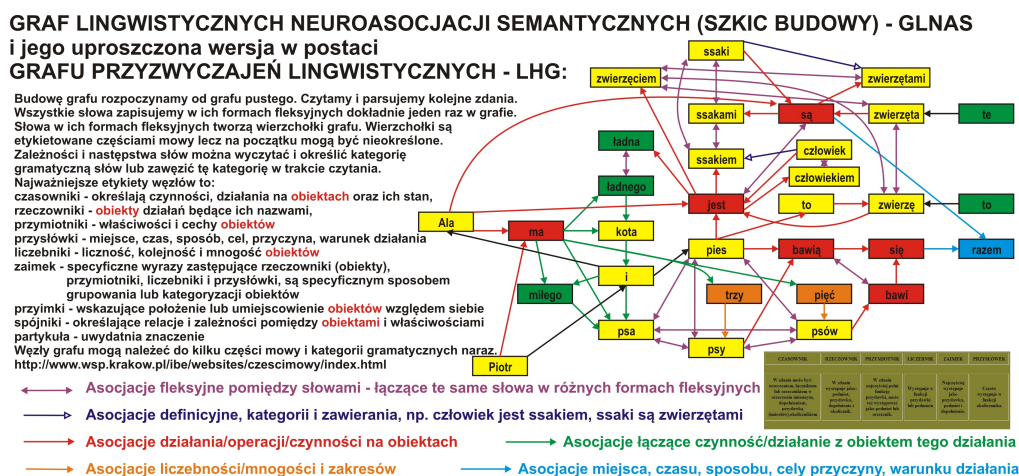 GRAF LINGWISTYCZNYCH NEUROASOCJACJI SEMANTYCZNYCH (SZKIC BUDOWY) - GLNAS
i jego uproszczona wersja w postaci
GRAFU PRZYZWYCZAJEŃ LINGWISTYCZNYCH - LHG:
Budowę grafu rozpoczynamy od grafu pustego. Czytamy i parsujemy kolejne zdania.
Wszystkie słowa zapisujemy w ich formach fleksyjnych dokładnie jeden raz w grafie.
Słowa w ich formach fleksyjnych tworzą wierzchołki grafu. Wierzchołki są
etykietowane częściami mowy lecz na początku mogą być nieokreślone.
Zależności i następstwa słów można wyczytać i określić kategorię
gramatyczną słów lub zawęzić tę kategorię w trakcie czytania.
Najważniejsze etykiety węzłów to:
czasowniki - określają czynności, działania na obiektach oraz ich stan,
rzeczowniki - obiekty działań będące ich nazwami,
przymiotniki - właściwości i cechy obiektów
przysłówki - miejsce, czas, sposób, cel, przyczyna, warunek działania
liczebniki - liczność, kolejność i mnogość obiektów
zaimek - specyficzne wyrazy zastępujące rzeczowniki (obiekty),
przymiotniki, liczebniki i przysłówki, są specyficznym sposobem
grupowania lub kategoryzacji obiektów
przyimki - wskazujące położenie lub umiejscowienie obiektów względem siebie
spójniki - określające relacje i zależności pomiędzy obiektami i właściwościami
partykuła - uwydatnia znaczenie
Węzły grafu mogą należeć do kilku części mowy i kategorii gramatycznych naraz.
http://www.wsp.krakow.pl/ibe/websites/czescimowy/index.html
ssaki
zwierzęciem
zwierzętami
ssakami
są
zwierzęta
te
ładna
ssakiem
człowiek
człowiekiem
ładnego
jest
to
zwierzę
to
Ala
ma
kota
pies
bawią
się
razem
i
miłego
trzy
pięć
bawi
psa
psy
psów
Piotr
CZASOWNIK
RZECZOWNIK
PRZYMIOTNIK
LICZEBNIK
ZAIMEK
PRZYSŁÓWEK
Asocjacje fleksyjne pomiędzy słowami - łączące te same słowa w różnych formach fleksyjnych
Asocjacje definicyjne, kategorii i zawierania, np. człowiek jest ssakiem, ssaki są zwierzętami
Asocjacje działania/operacji/czynności na obiektach
Asocjacje łączące czynność/działanie z obiektem tego działania
Asocjacje liczebności/mnogości i zakresów
Asocjacje miejsca, czasu, sposobu, cely przyczyny, warunku działania